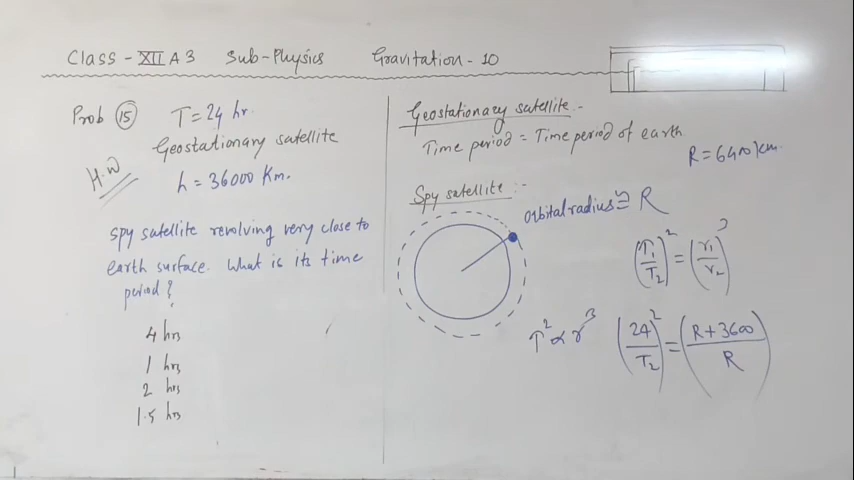 Class - XII A3 Sub-Physics Gravitation - 10
Prob 15 T = 24 hr.
Geostationary satellite
H.W
h = 36000 Km.
Spy satellite revolving very close to
earth surface. What is its time
period?
4 hrs
1 hrs
2 hrs
1.5 hrs
Geostationary satellite :-
Time period = Time period of earth
R = 6400 km.
Spy satellite :-
Orbital radius ≅ R
(T₁/T₂)² = (r₁/r₂)³
T² ∝ r³
(24/T₂)² = (R + 3600/R)